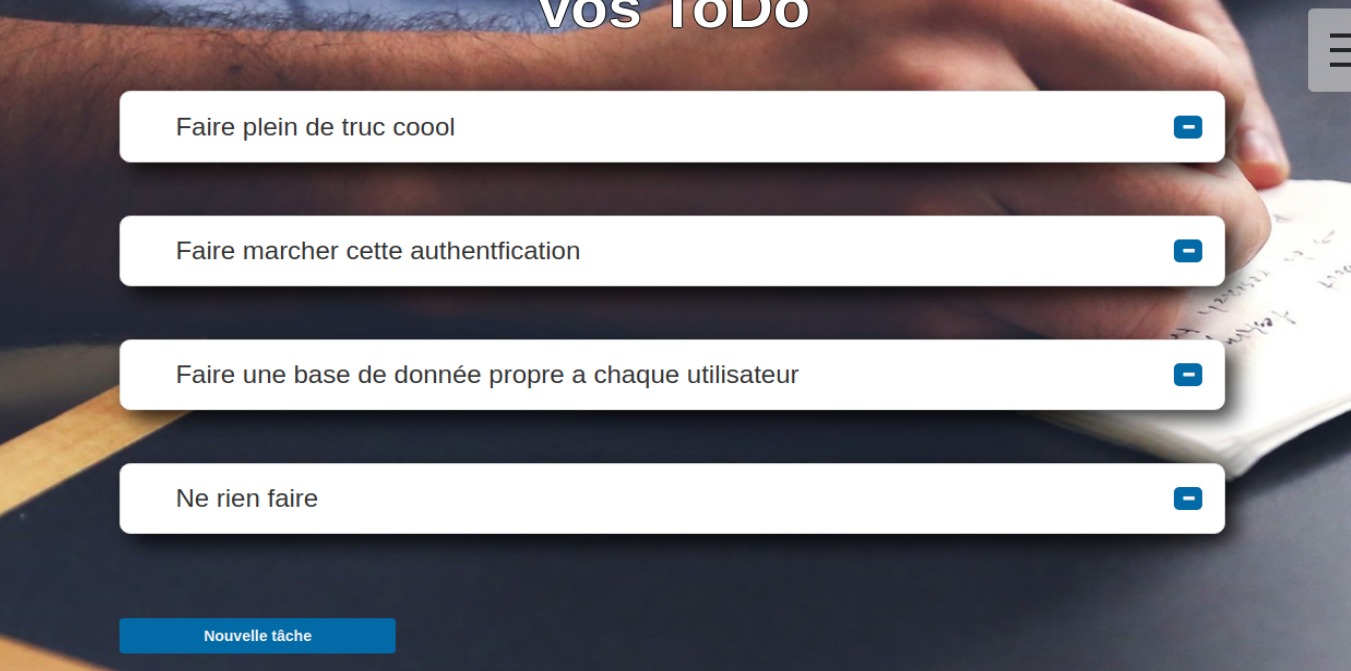 Vos ToDo
Faire plein de truc coool
Faire marcher cette authentfication
Faire une base de donnée propre a chaque utilisateur
Ne rien faire
Nouvelle tâche